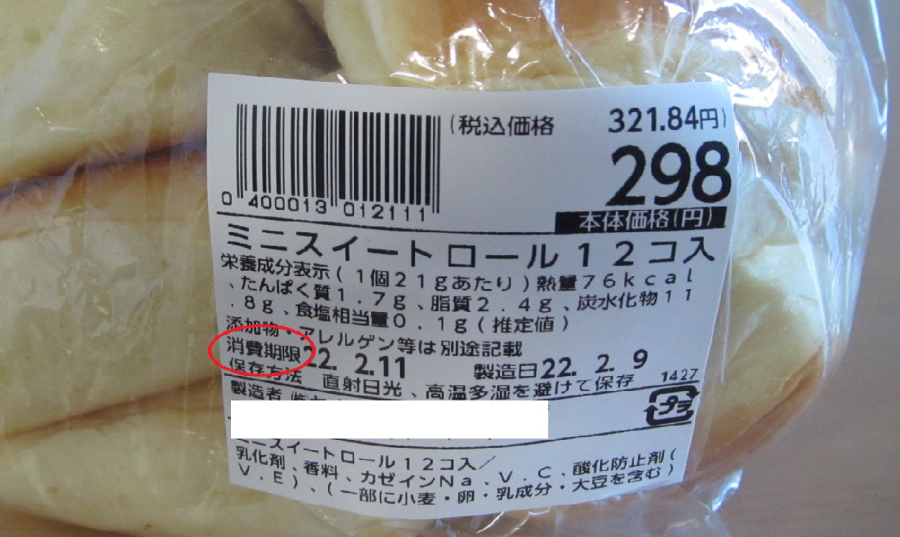 (税込価格 321.84円)
298
本体価格(円)
0 400013 012111
ミニスイートロール12コ入
栄養成分表示(1個21gあたり)熱量76kcal
、たんぱく質1.7g、脂質2.4g、炭水化物11
.8g、食塩相当量0.1g(推定値)
添加物・アレルゲン等は別途記載
消費期限22. 2.11 製造日22. 2. 9
保存方法 直射日光、高温多湿を避けて保存 1427
製造者
プラ
ミニスイートロール12コ入/
乳化剤、香料、カゼインNa、V.C、酸化防止剤(
V.E)、(一部に小麦・卵・乳成分・大豆を含む)